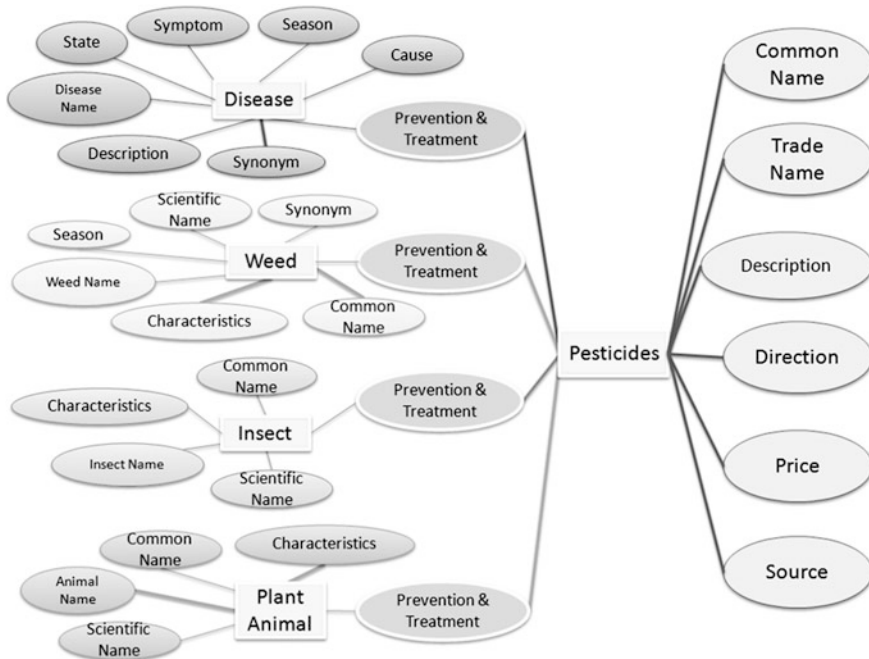 Symptom
Season
State
Cause
Disease
Name
Disease
Prevention &
Treatment
Description
Synonym
Scientific
Name
Synonym
Season
Weed
Prevention &
Treatment
Weed Name
Characteristics
Common
Name
Common
Name
Characteristics
Prevention &
Treatment
Insect
Insect Name
Scientific
Name
Common
Name
Characteristics
Animal
Name
Plant
Animal
Prevention &
Treatment
Scientific
Name
Pesticides
Common
Name
Trade
Name
Description
Direction
Price
Source